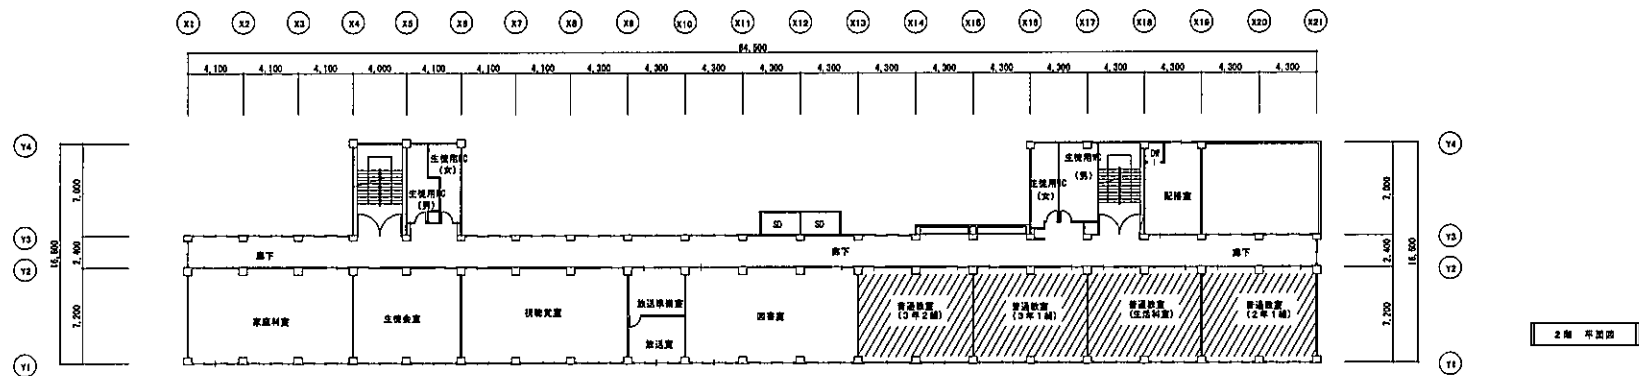 X1 X2 X3 X4 X5 X6 X7 X8 X9 X10 X11 X12 X13 X14 X15 X16 X17 X18 X19 X20 X21
84,500
4,100 4,100 4,100 4,000 4,100 4,100 4,100 4,300 4,300 4,300 4,300 4,300 4,300 4,300 4,300 4,300 4,300 4,300 4,300 4,300
Y4 Y4
生徒用WC
(女)
生徒用WC
(男)
生徒用WC
(男)
生徒用WC
(女)
DW
配膳室
7,000 7,000
SD SD
Y3 Y3
16,600 2,400 廊下 廊下 廊下 2,400 16,600
Y2 Y2
家庭科室
生徒会室
視聴覚室
放送準備室
放送室
図書室
普通教室
(3年2組)
普通教室
(3年1組)
普通教室
(生活科室)
普通教室
(2年1組)
7,200 7,200
Y1 Y1
2階 平面図